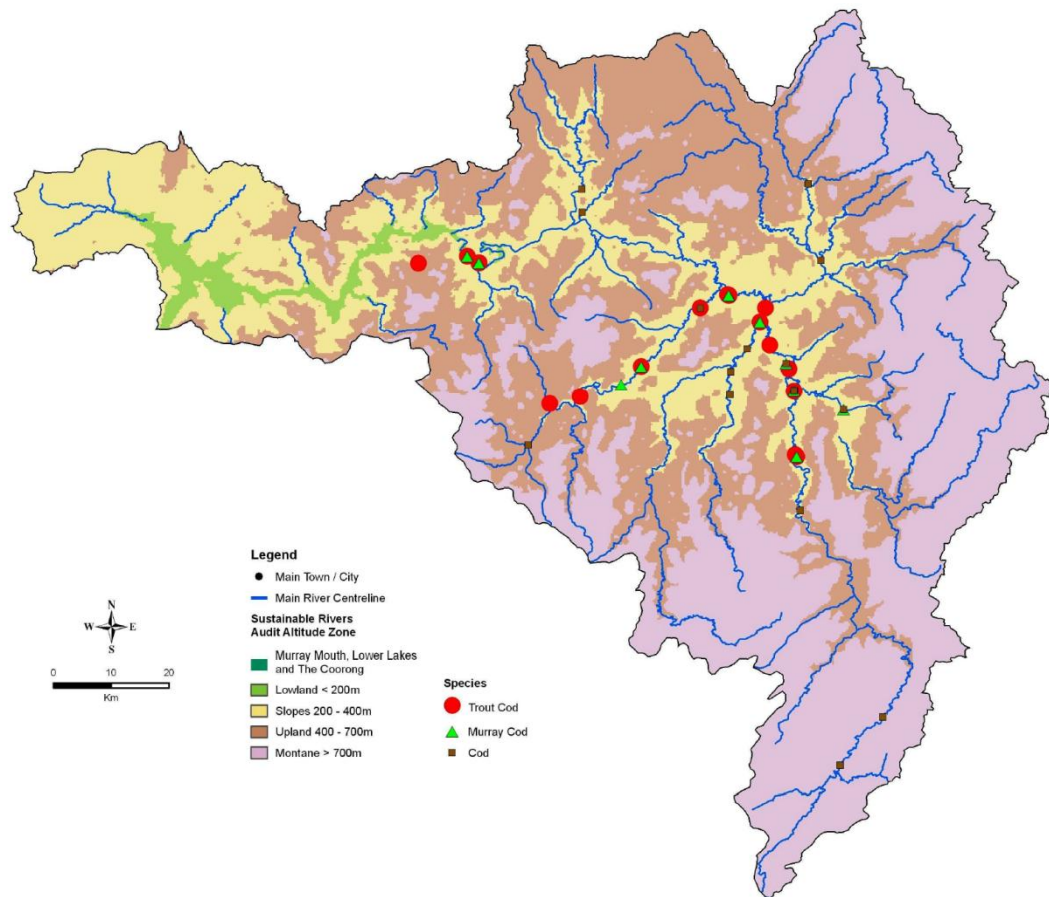 Legend
Main Town / City
Main River Centreline
Sustainable Rivers
Audit Altitude Zone
Murray Mouth, Lower Lakes
and The Coorong
Lowland < 200m
Slopes 200 - 400m
Upland 400 - 700m
Montane > 700m
Species
Trout Cod
Murray Cod
Cod
N
W E
S
0 10 20
Km